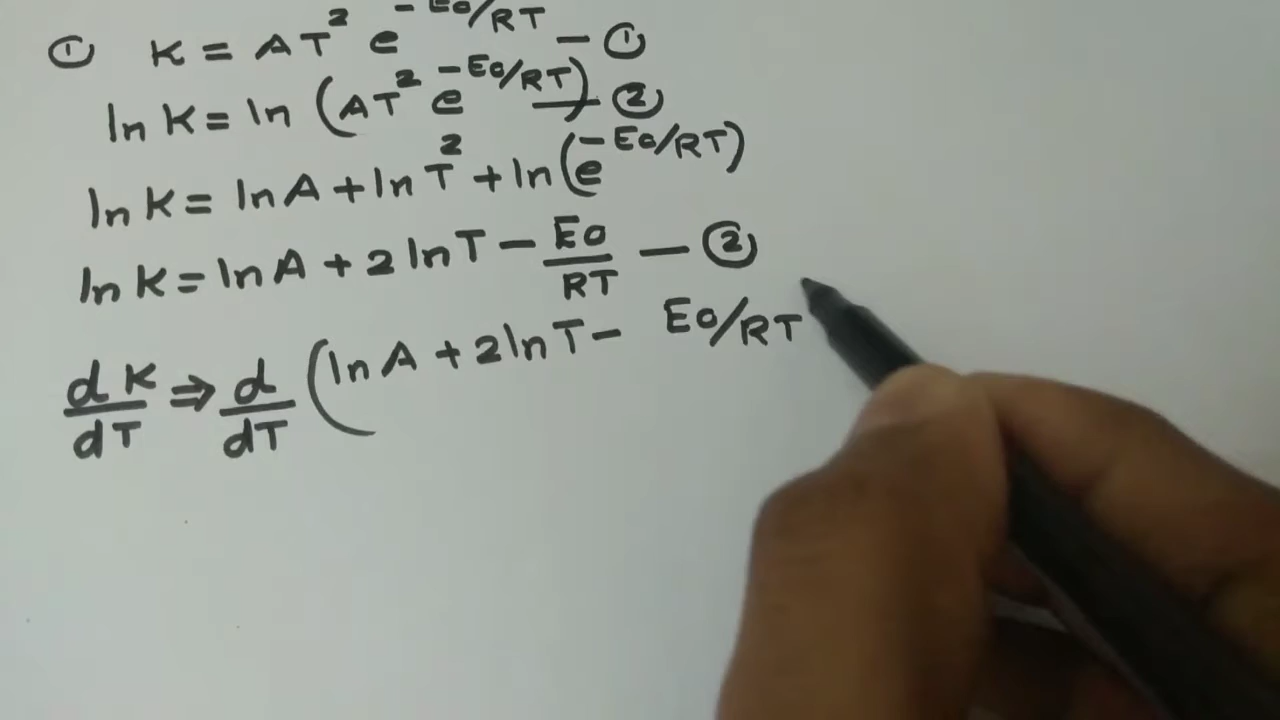 ① K = AT² e^-E0/RT — ①
ln K = ln (AT² e^-E0/RT) — ②
ln K = ln A + ln T² + ln (e^-E0/RT)
ln K = ln A + 2 ln T - E0/RT — ②
dK/dT ⇒ d/dT (ln A + 2 ln T - E0/RT